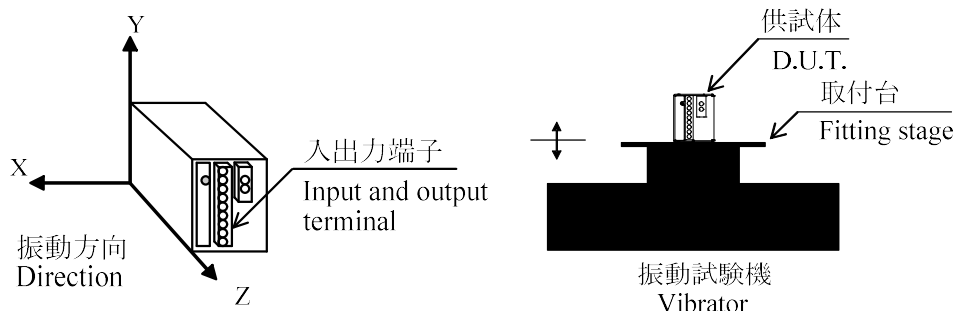 Y
X
Z
振動方向
Direction
入出力端子
Input and output
terminal
供試体
D.U.T.
取付台
Fitting stage
振動試験機
Vibrator